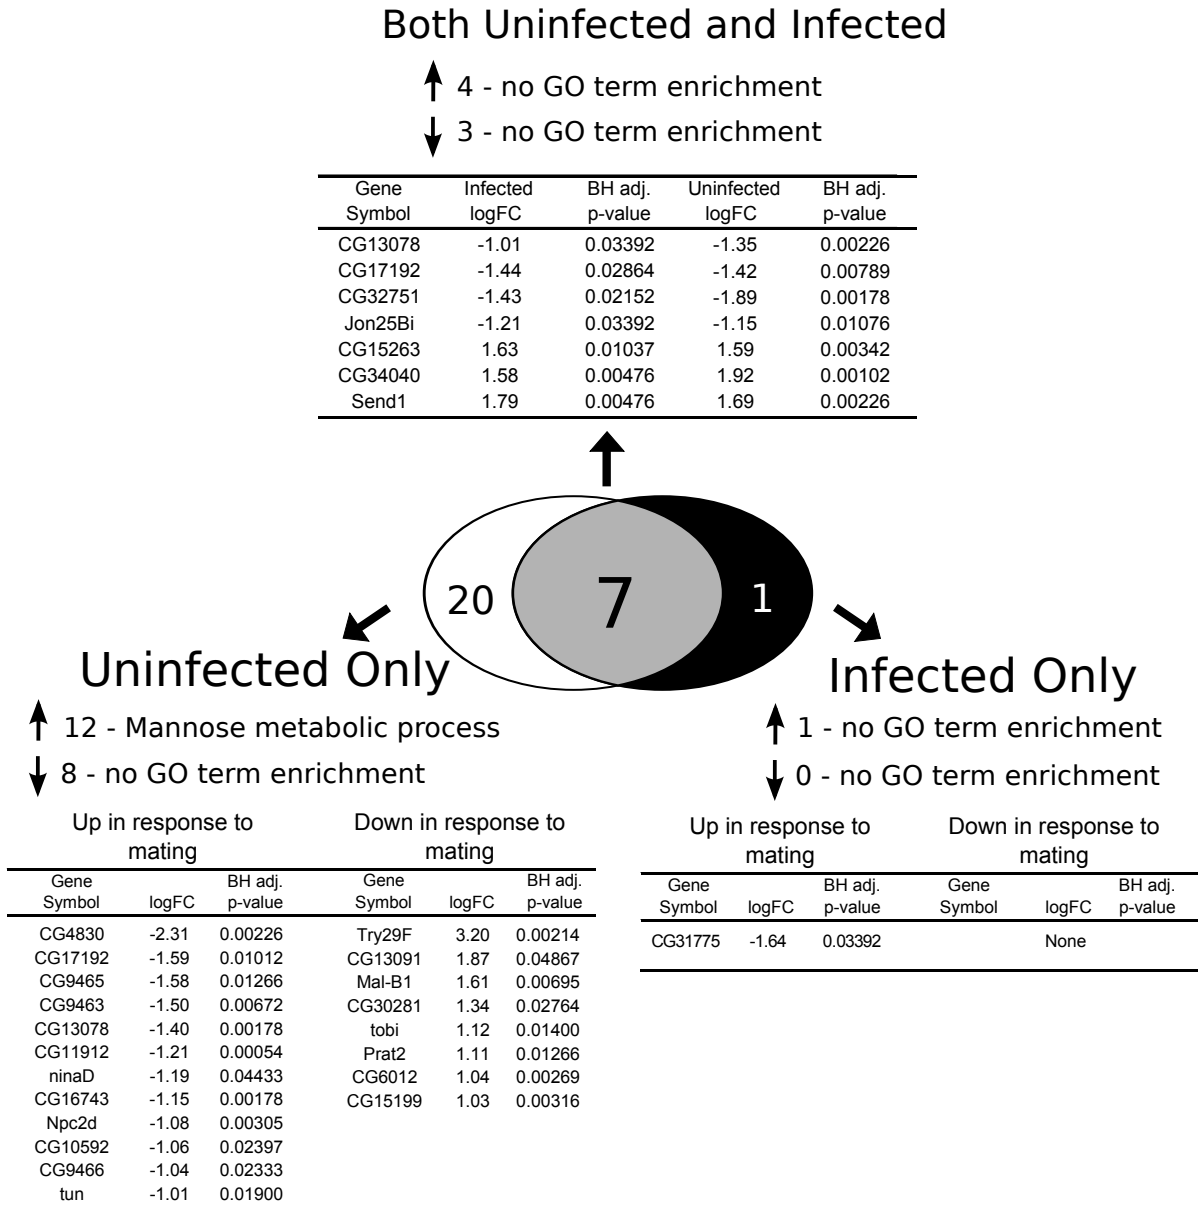 Both Uninfected and Infected
4 - no GO term enrichment
3 - no GO term enrichment
Gene Symbol Infected logFC BH adj. p-value Uninfected logFC BH adj. p-value
CG13078 -1.01 0.03392 -1.35 0.00226
CG17192 -1.44 0.02864 -1.42 0.00789
CG32751 -1.43 0.02152 -1.89 0.00178
Jon25Bi -1.21 0.03392 -1.15 0.01076
CG15263 1.63 0.01037 1.59 0.00342
CG34040 1.58 0.00476 1.92 0.00102
Send1 1.79 0.00476 1.69 0.00226
20 7 1
Uninfected Only
12 - Mannose metabolic process
8 - no GO term enrichment
Up in response to
mating
Gene Symbol logFC BH adj. p-value
CG4830 -2.31 0.00226
CG17192 -1.59 0.01012
CG9465 -1.58 0.01266
CG9463 -1.50 0.00672
CG13078 -1.40 0.00178
CG11912 -1.21 0.00054
ninaD -1.19 0.04433
CG16743 -1.15 0.00178
Npc2d -1.08 0.00305
CG10592 -1.06 0.02397
CG9466 -1.04 0.02333
tun -1.01 0.01900
Down in response to
mating
Gene Symbol logFC BH adj. p-value
Try29F 3.20 0.00214
CG13091 1.87 0.04867
Mal-B1 1.61 0.00695
CG30281 1.34 0.02764
tobi 1.12 0.01400
Prat2 1.11 0.01266
CG6012 1.04 0.00269
CG15199 1.03 0.00316
Infected Only
1 - no GO term enrichment
0 - no GO term enrichment
Up in response to
mating
Gene Symbol logFC BH adj. p-value
CG31775 -1.64 0.03392
Down in response to
mating
Gene Symbol logFC BH adj. p-value
None